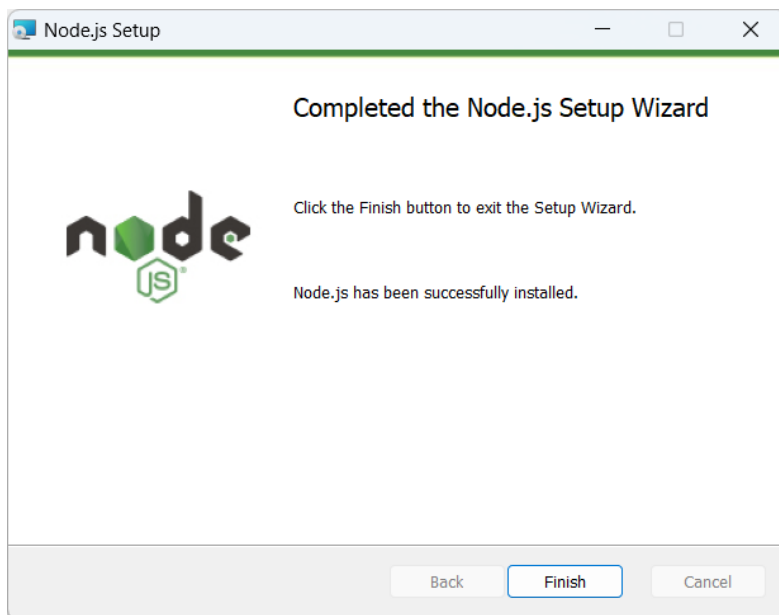 Node.js Setup
Completed the Node.js Setup Wizard
Click the Finish button to exit the Setup Wizard.
node
JS®
Node.js has been successfully installed.
Back
Finish
Cancel